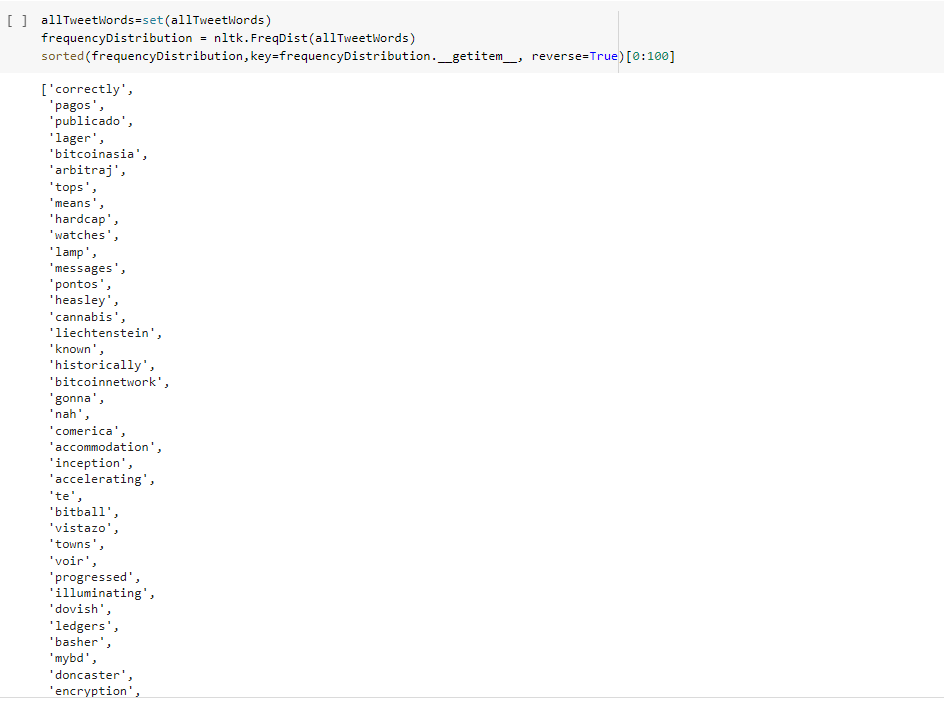 [ ] allTweetWords=set(allTweetWords)
frequencyDistribution = nltk.FreqDist(allTweetWords)
sorted(frequencyDistribution,key=frequencyDistribution.__getitem__, reverse=True)[0:100]
['correctly',
'pagos',
'publicado',
'lager',
'bitcoinasia',
'arbitraj',
'tops',
'means',
'hardcap',
'watches',
'lamp',
'messages',
'pontos',
'heasley',
'cannabis',
'liechtenstein',
'known',
'historically',
'bitcoinnetwork',
'gonna',
'nah',
'comerica',
'accommodation',
'inception',
'accelerating',
'te',
'bitball',
'vistazo',
'towns',
'voir',
'progressed',
'illuminating',
'dovish',
'ledgers',
'basher',
'mybd',
'doncaster',
'encryption',